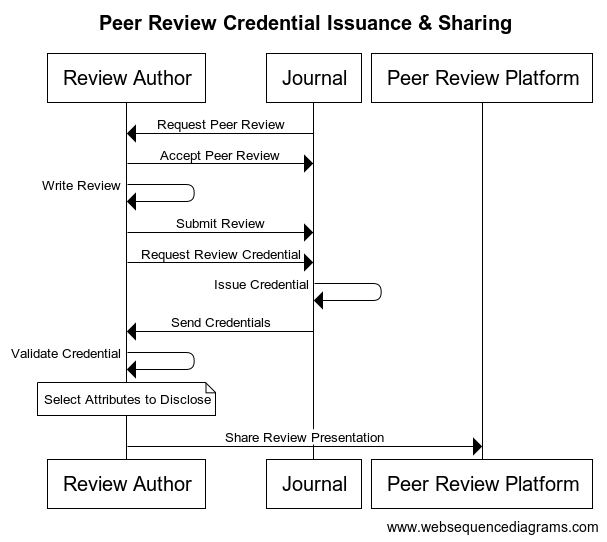 Peer Review Credential Issuance & Sharing
Review Author
Journal
Peer Review Platform
Request Peer Review
Accept Peer Review
Write Review
Submit Review
Request Review Credential
Issue Credential
Send Credentials
Validate Credential
Select Attributes to Disclose
Share Review Presentation
Review Author
Journal
Peer Review Platform
www.websequencediagrams.com